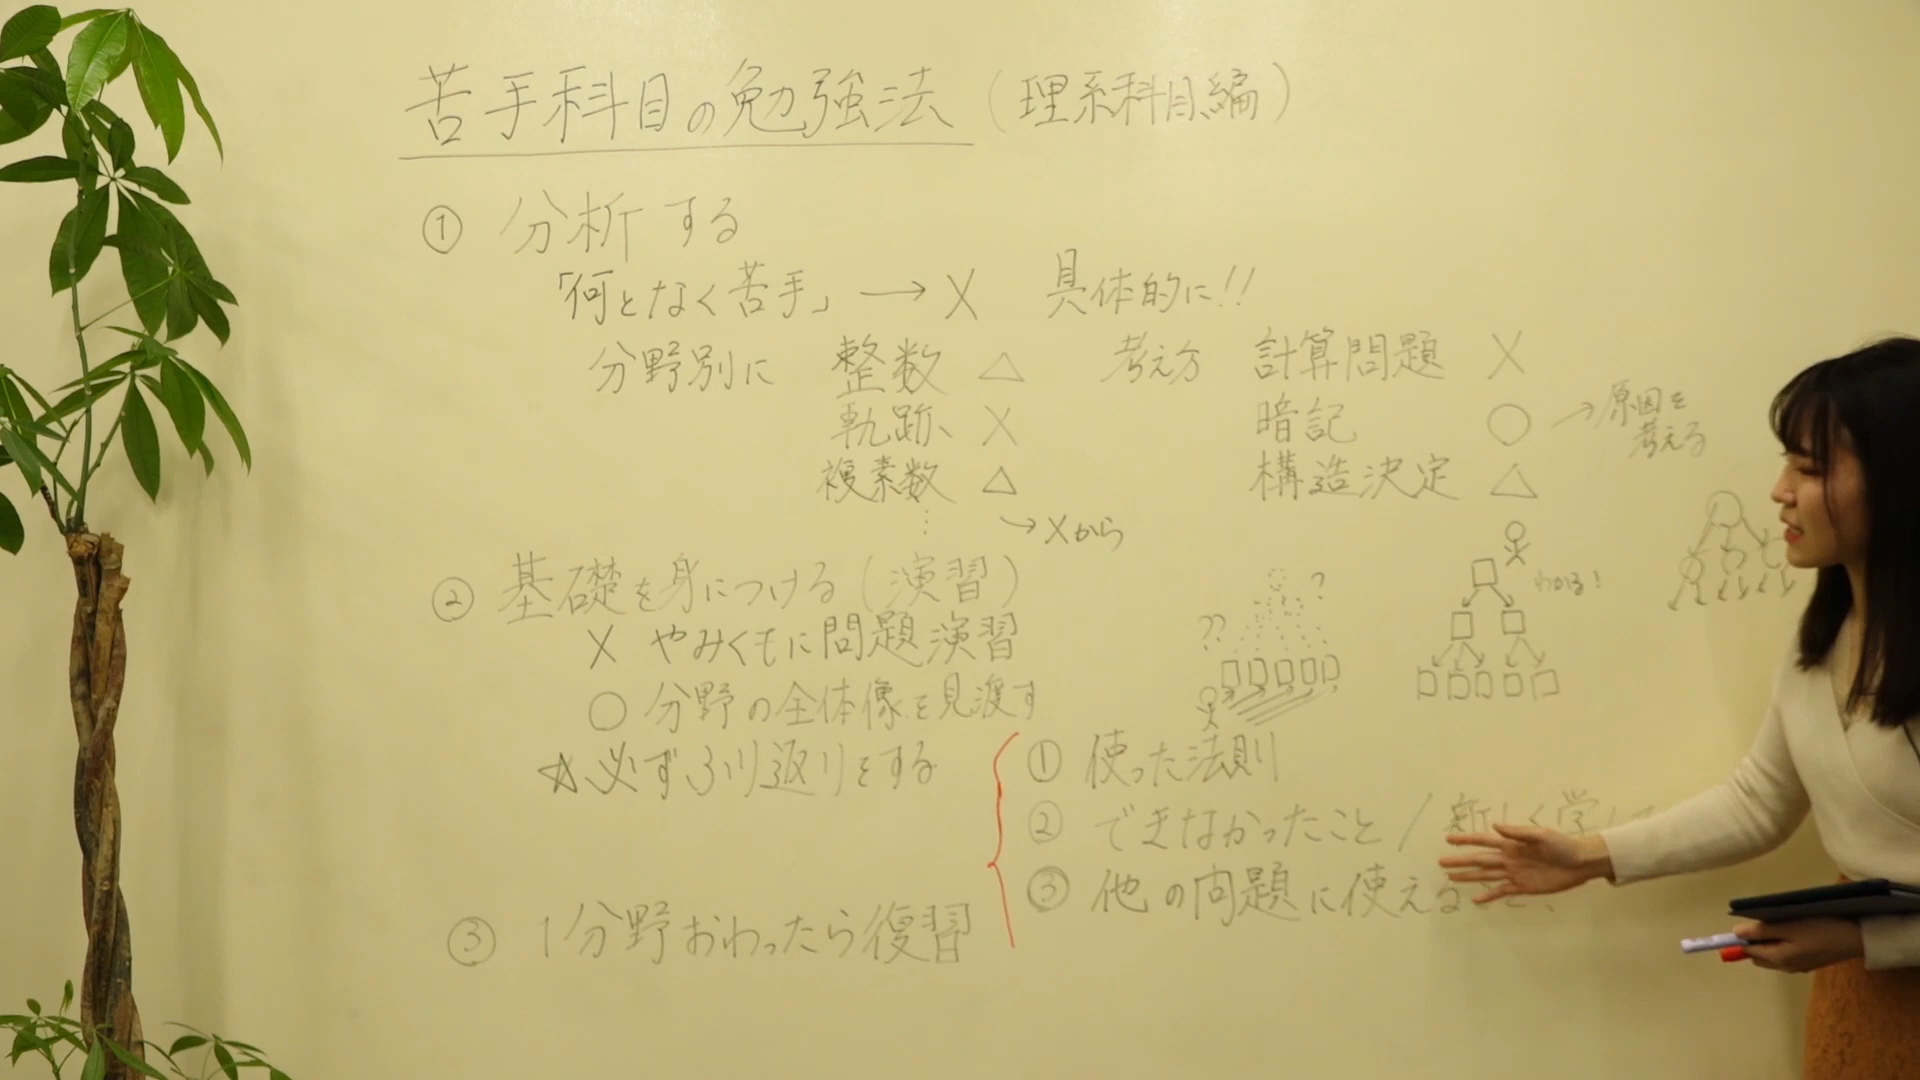 苦手科目の勉強法（理系科目編）
① 分析する
「何となく苦手」→ X 具体的に!!
分野別に 整数 △ 考え方 計算問題 X
軌跡 X 暗記 ○ →原因を
考える
複素数 △ 構造決定 △
⋮ →Xから
② 基礎を身につける（演習）
?
わかる!
??
X やみくもに問題演習
○ 分野の全体像を見渡す
☆必ずふり返りをする
① 使った法則
② できなかったこと / 新しく学
③ 他の問題に使える
③ 1分野おわったら復習